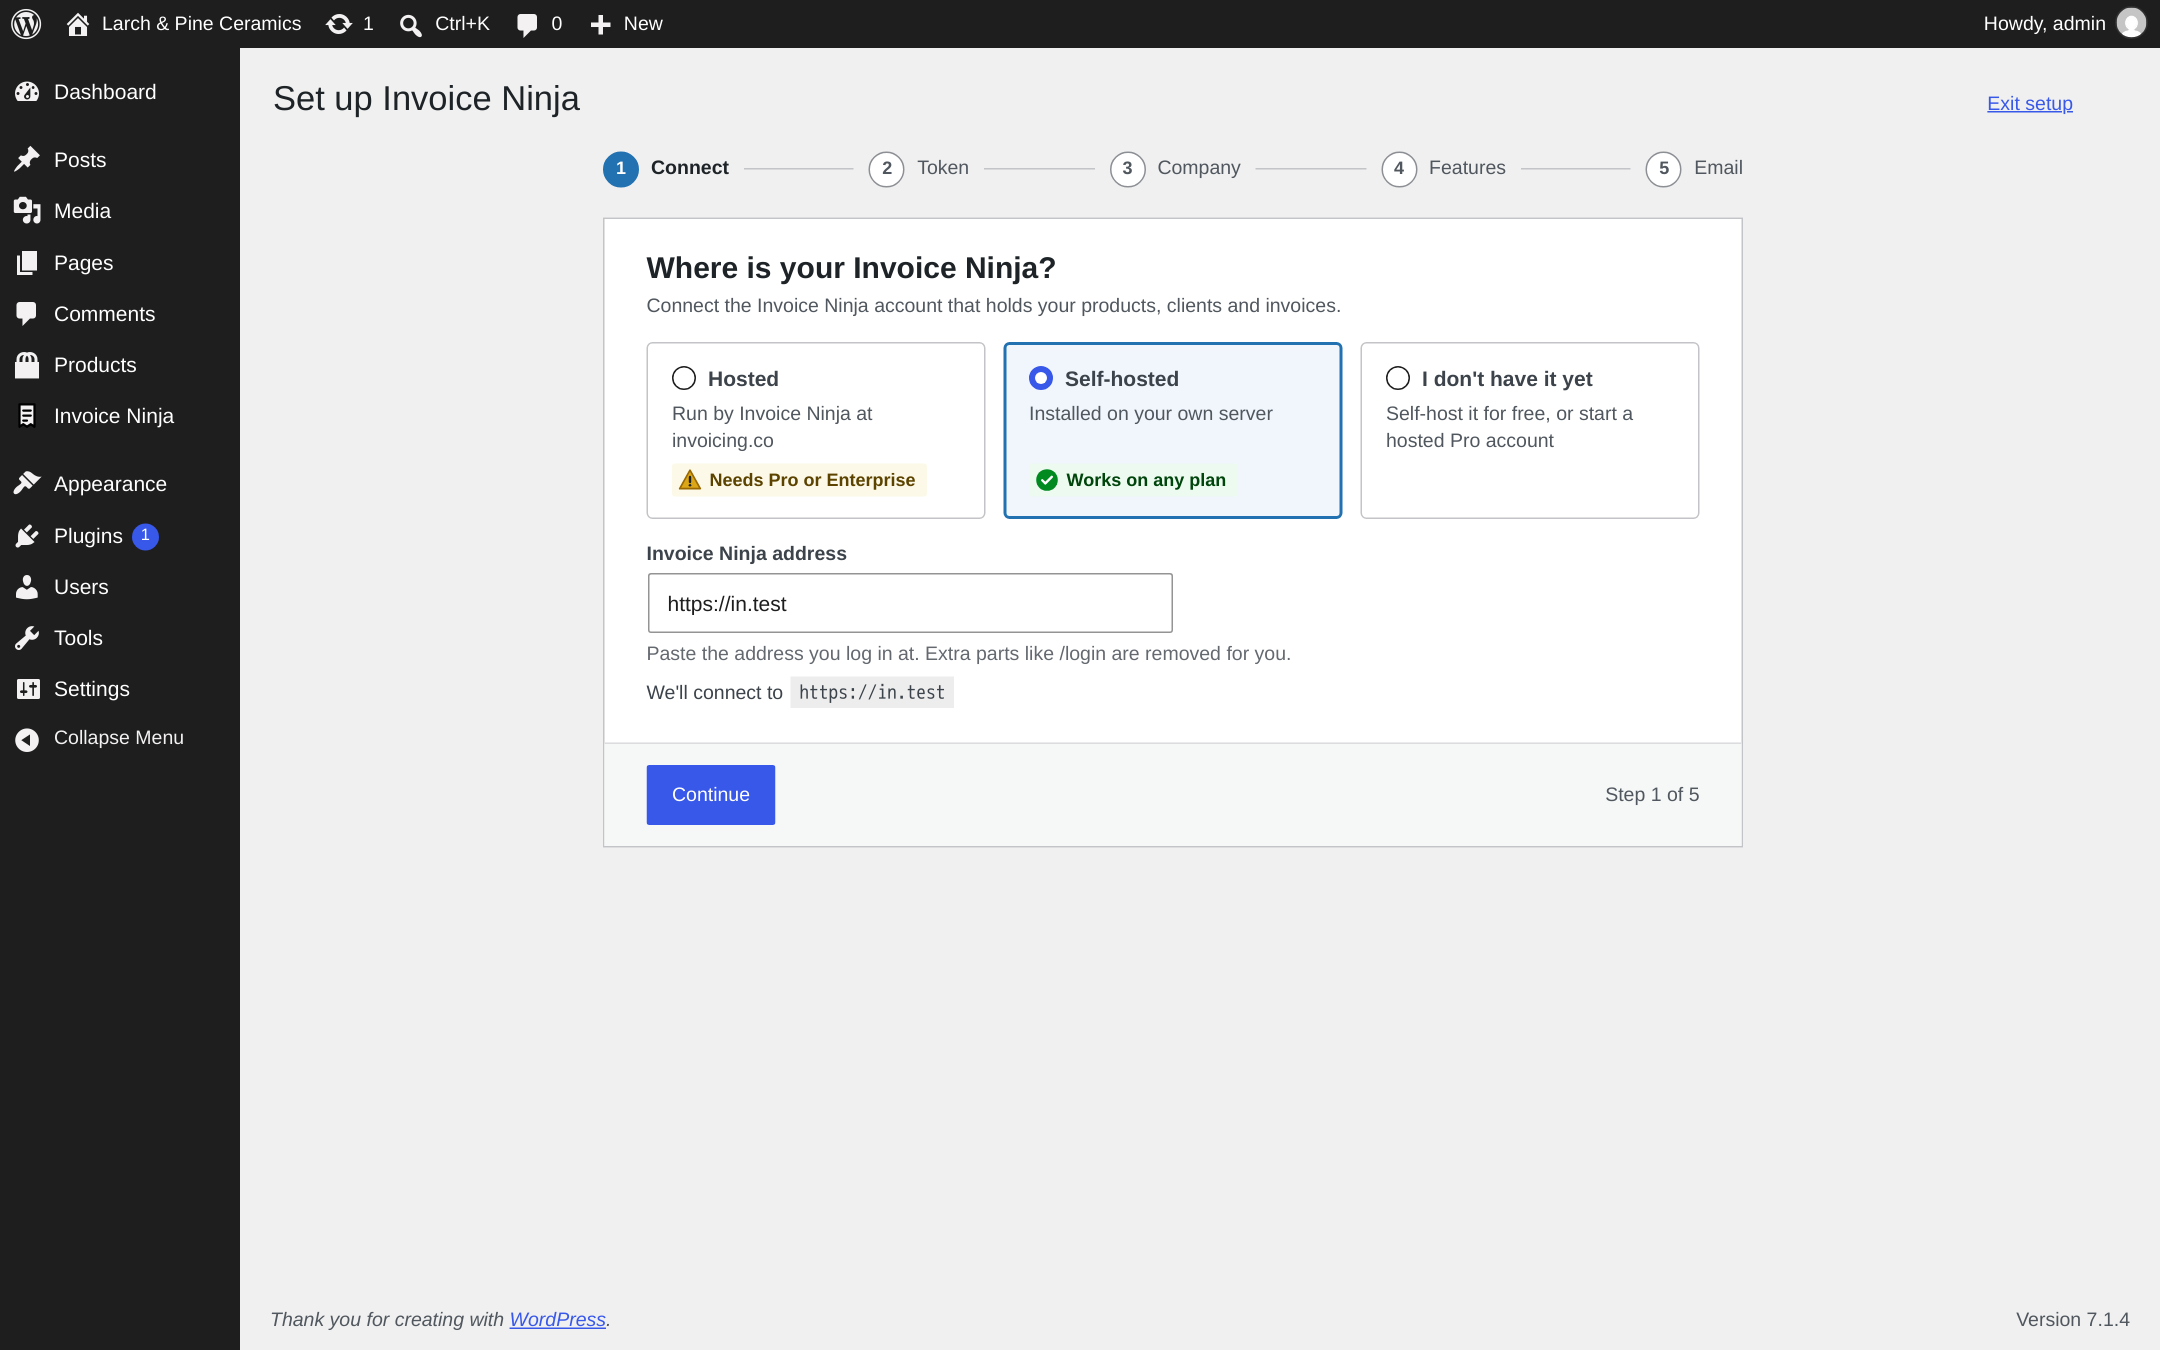 Larch & Pine Ceramics 1 Ctrl+K 0 New Howdy, admin
Dashboard
Posts
Media
Pages
Comments
Products
Invoice Ninja
Appearance
Plugins 1
Users
Tools
Settings
Collapse Menu
Set up Invoice Ninja
Exit setup
1 Connect 2 Token 3 Company 4 Features 5 Email
Where is your Invoice Ninja?
Connect the Invoice Ninja account that holds your products, clients and invoices.
Hosted
Run by Invoice Ninja at
invoicing.co
Needs Pro or Enterprise
Self-hosted
Installed on your own server
Works on any plan
I don't have it yet
Self-host it for free, or start a
hosted Pro account
Invoice Ninja address
https://in.test
Paste the address you log in at. Extra parts like /login are removed for you.
We'll connect to https://in.test
Continue
Step 1 of 5
Thank you for creating with WordPress.
Version 7.1.4